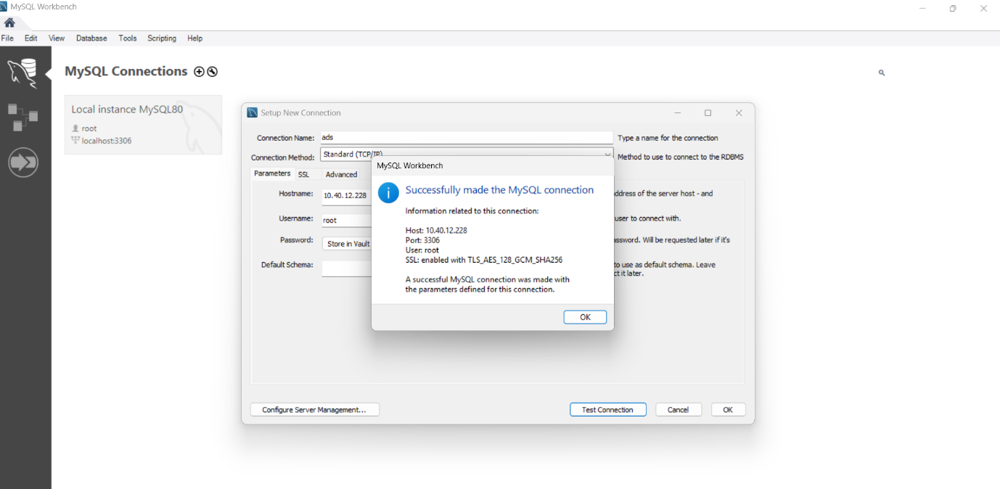 MySQL Workbench
File Edit View Database Tools Scripting Help
MySQL Connections
Local instance MySQL80
root
localhost:3306
Setup New Connection
Connection Name: ads Type a name for the connection
Connection Method: Standard (TCP/IP) Method to use to connect to the RDBMS
Parameters SSL Advanced
Hostname: 10.40.12.228 address of the server host - and
Username: root user to connect with.
Password: Store in Vault Will be requested later if it's
Default Schema: to use as default schema. Leave
it later.
MySQL Workbench
Successfully made the MySQL connection
Information related to this connection:
Host: 10.40.12.228
Port: 3306
User: root
SSL: enabled with TLS_AES_128_GCM_SHA256
A successful MySQL connection was made with
the parameters defined for this connection.
OK
Configure Server Management... Test Connection Cancel OK